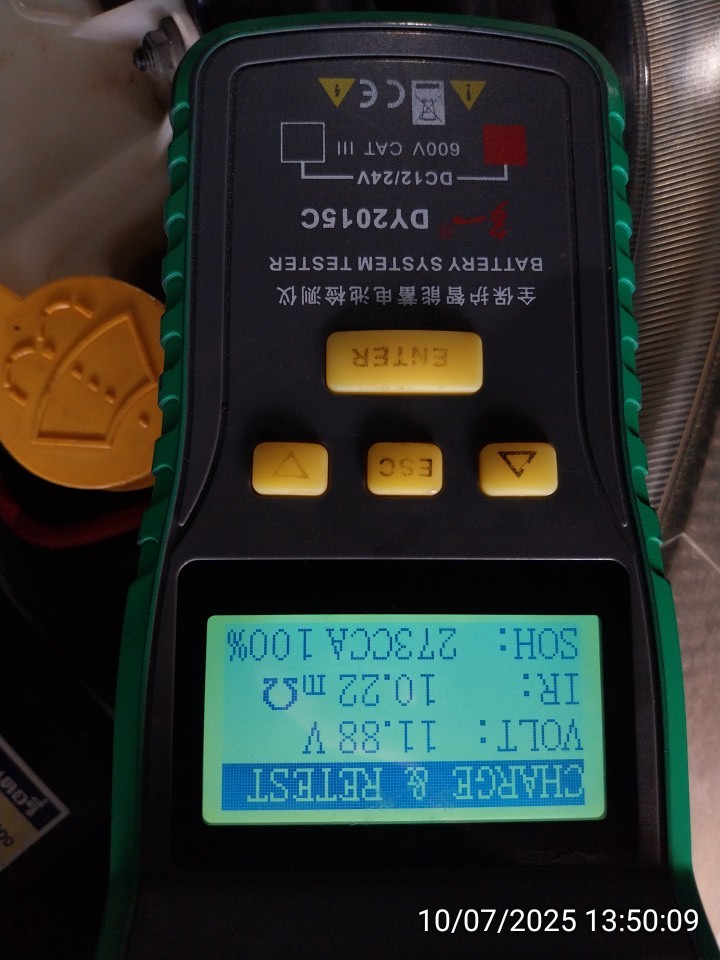 CHARGE & RETEST
VOLT: 11.88 V
IR: 10.22 mΩ
SOH: 273CCA 100%
ESC
ENTER
全保护智能蓄电池检测仪
BATTERY SYSTEM TESTER
DY2015C
DC12/24V
600V CAT III
CE
10/07/2025 13:50:09